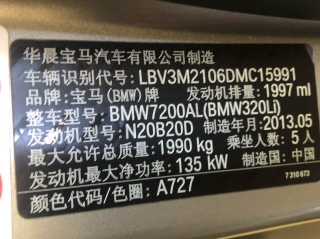 华晨宝马汽车有限公司制造
车辆识别代号: LBV3M2106DMC15991
品牌: 宝马(BMW)牌 发动机排量: 1997 ml
整车型号: BMW7200AL(BMW320Li)
发动机型号: N20B20D 制造年月: 2013.05
最大允许总质量: 1990 kg 乘坐人数: 5人
发动机最大净功率: 135 kW 制造国: 中国
7 310 673
颜色代码/色圈: A727